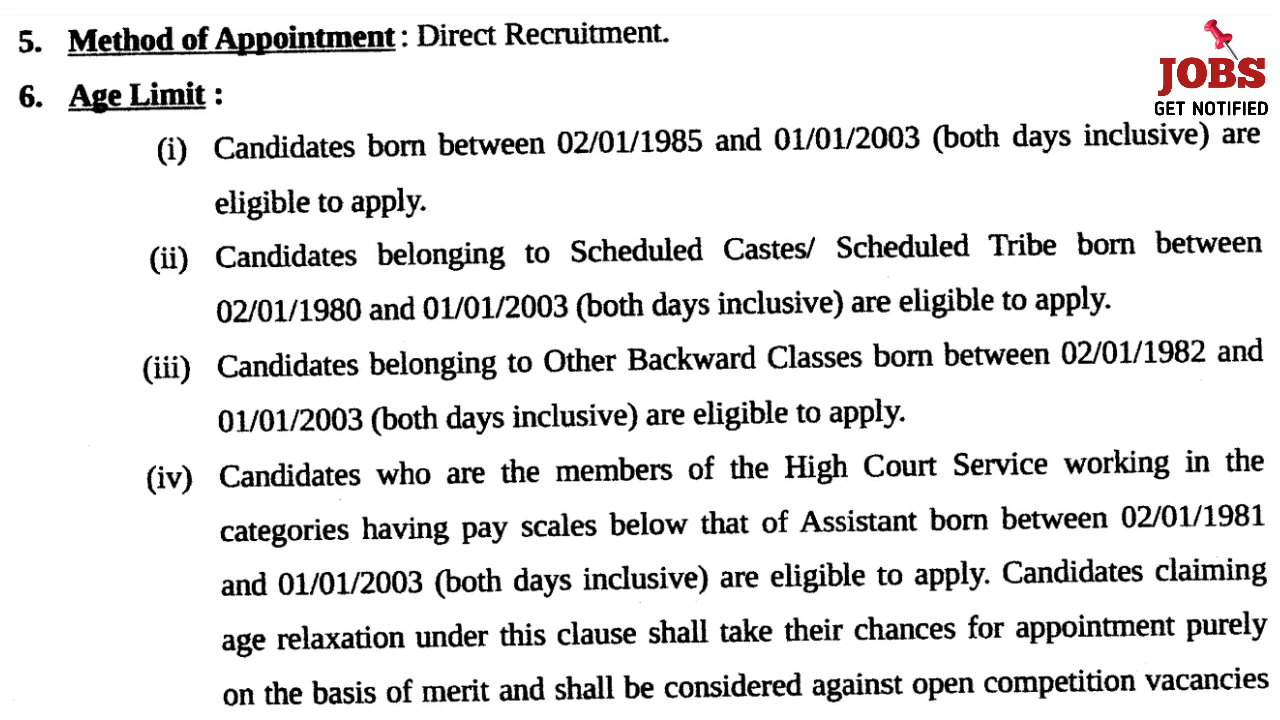 5. Method of Appointment : Direct Recruitment.
JOBS
GET NOTIFIED
6. Age Limit :
(i) Candidates born between 02/01/1985 and 01/01/2003 (both days inclusive) are
eligible to apply.
(ii) Candidates belonging to Scheduled Castes/ Scheduled Tribe born between
02/01/1980 and 01/01/2003 (both days inclusive) are eligible to apply.
(iii) Candidates belonging to Other Backward Classes born between 02/01/1982 and
01/01/2003 (both days inclusive) are eligible to apply.
(iv) Candidates who are the members of the High Court Service working in the
categories having pay scales below that of Assistant born between 02/01/1981
and 01/01/2003 (both days inclusive) are eligible to apply. Candidates claiming
age relaxation under this clause shall take their chances for appointment purely
on the basis of merit and shall be considered against open competition vacancies